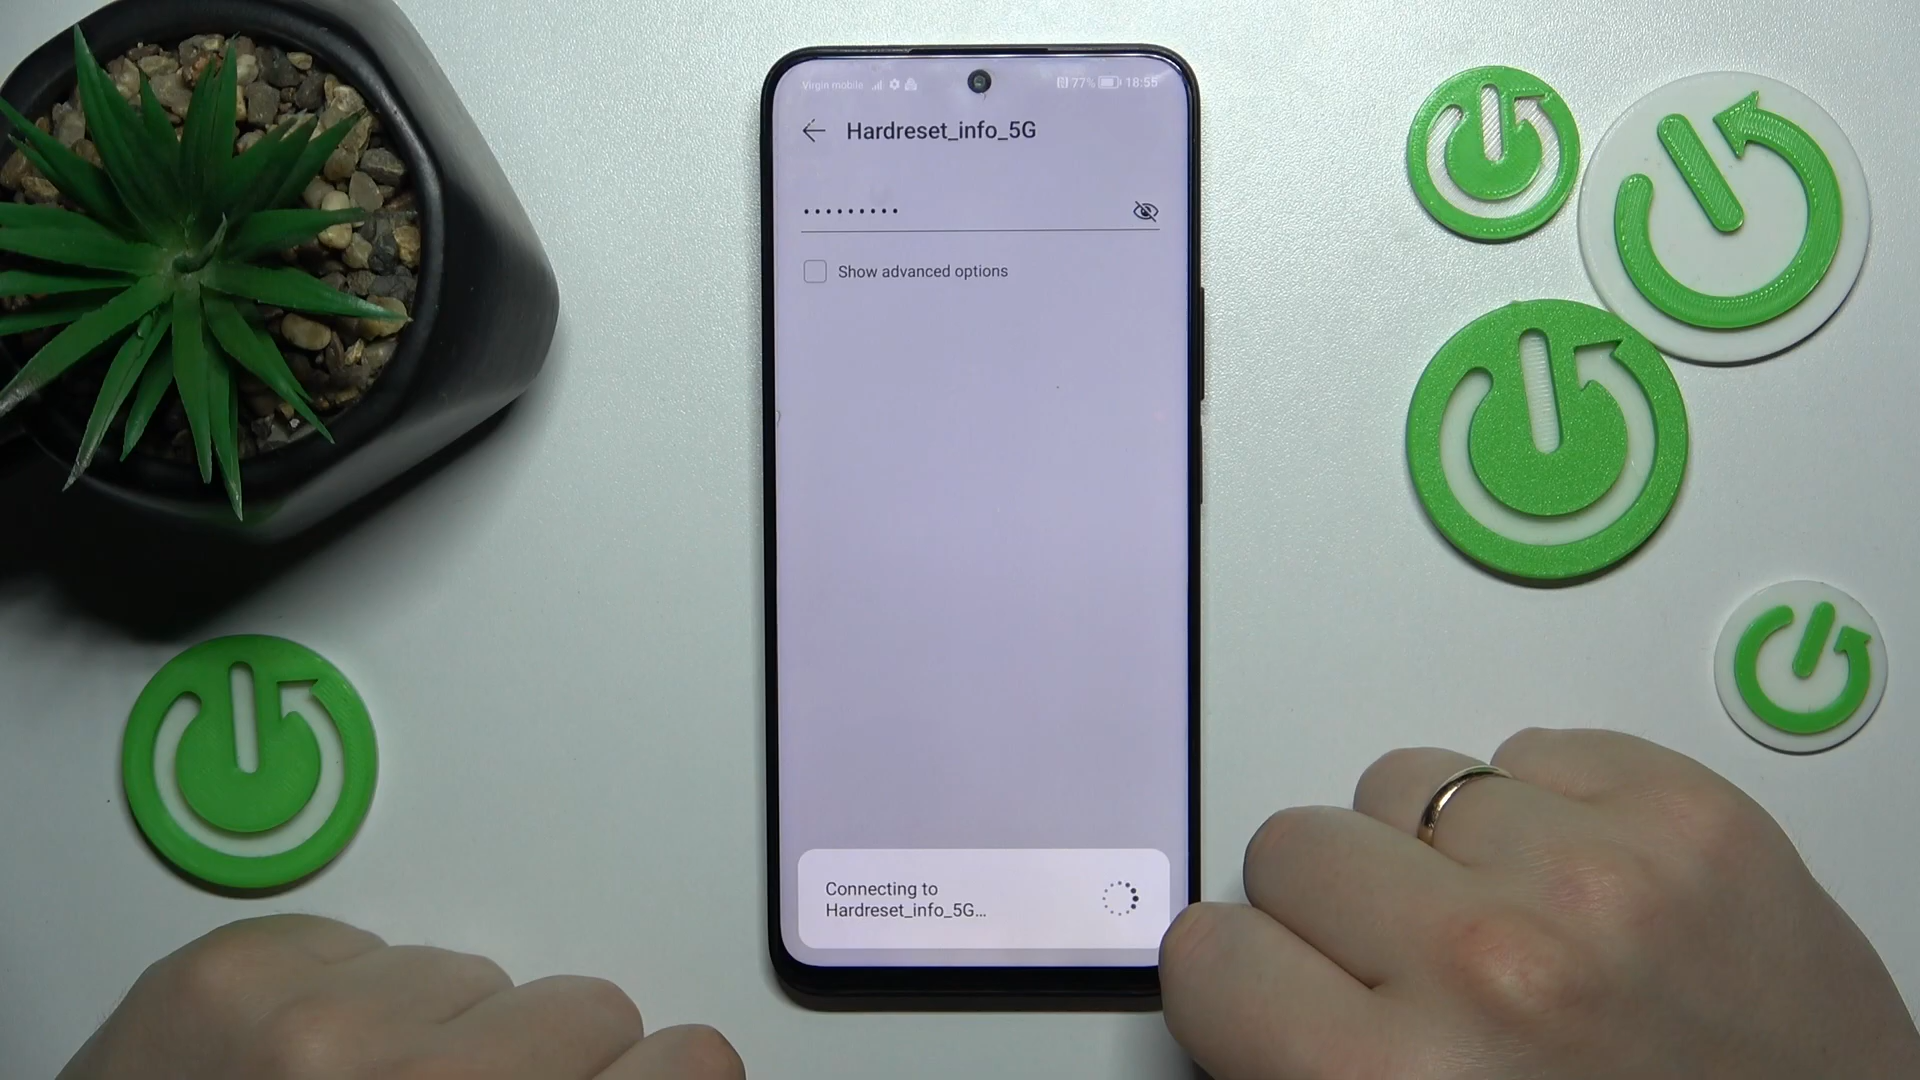 Virgin mobile 77% 18:55
Hardreset_info_5G
•••••••••
Show advanced options
Connecting to
Hardreset_info_5G...